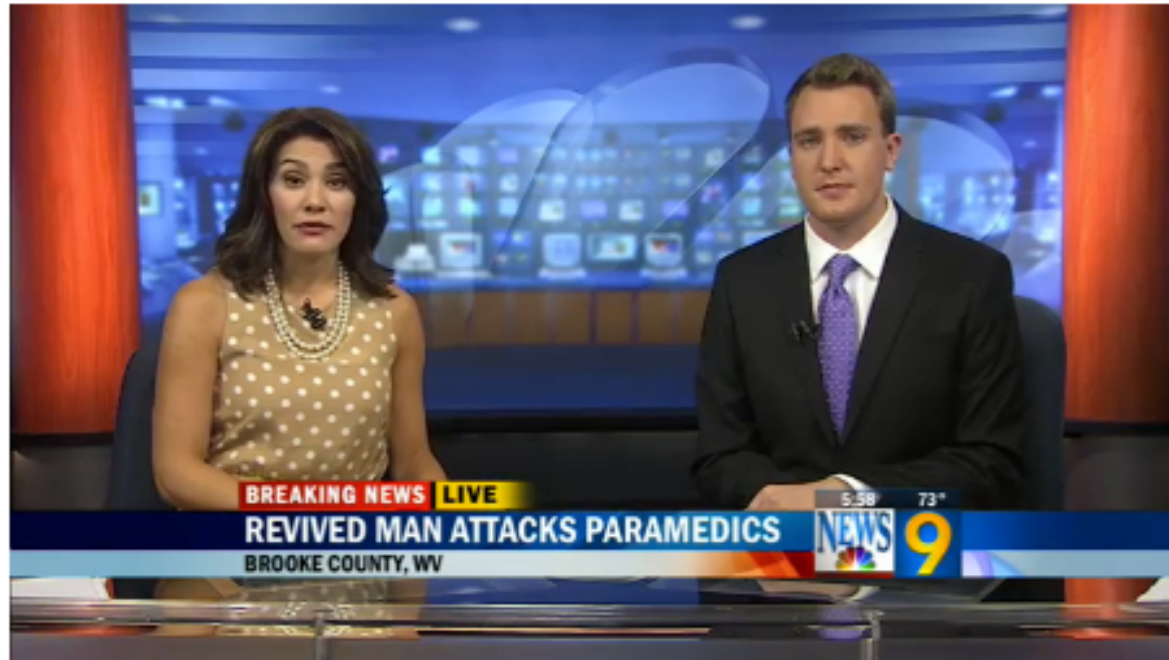 BREAKING NEWS LIVE
REVIVED MAN ATTACKS PARAMEDICS
BROOKE COUNTY, WV
5:58 73°
NEWS 9